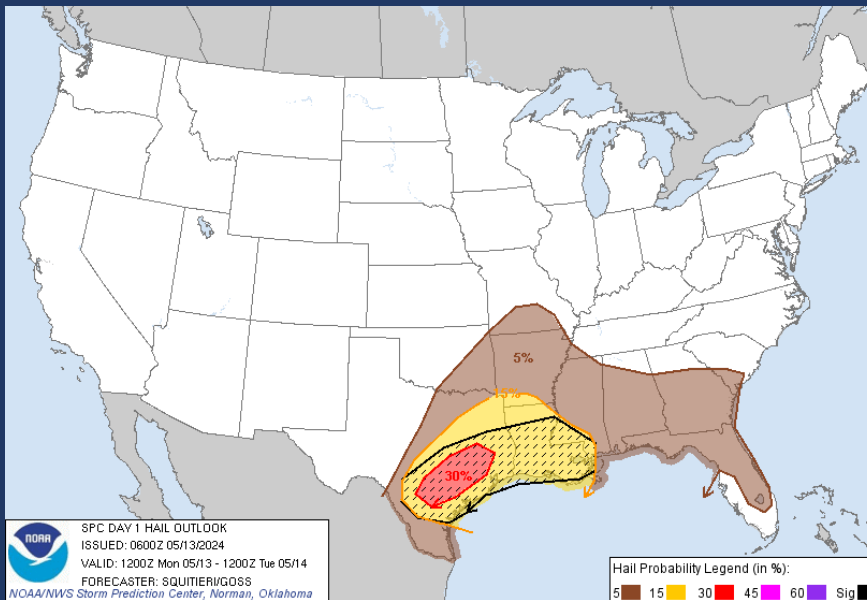 5%
15%
30%
NOAA
SPC DAY 1 HAIL OUTLOOK
ISSUED: 0600Z 05/13/2024
VALID: 1200Z Mon 05/13 - 1200Z Tue 05/14
FORECASTER: SQUITIERI/GOSS
NOAA/NWS Storm Prediction Center, Norman, Oklahoma
Hail Probability Legend (in %):
5 15 30 45 60 Sig